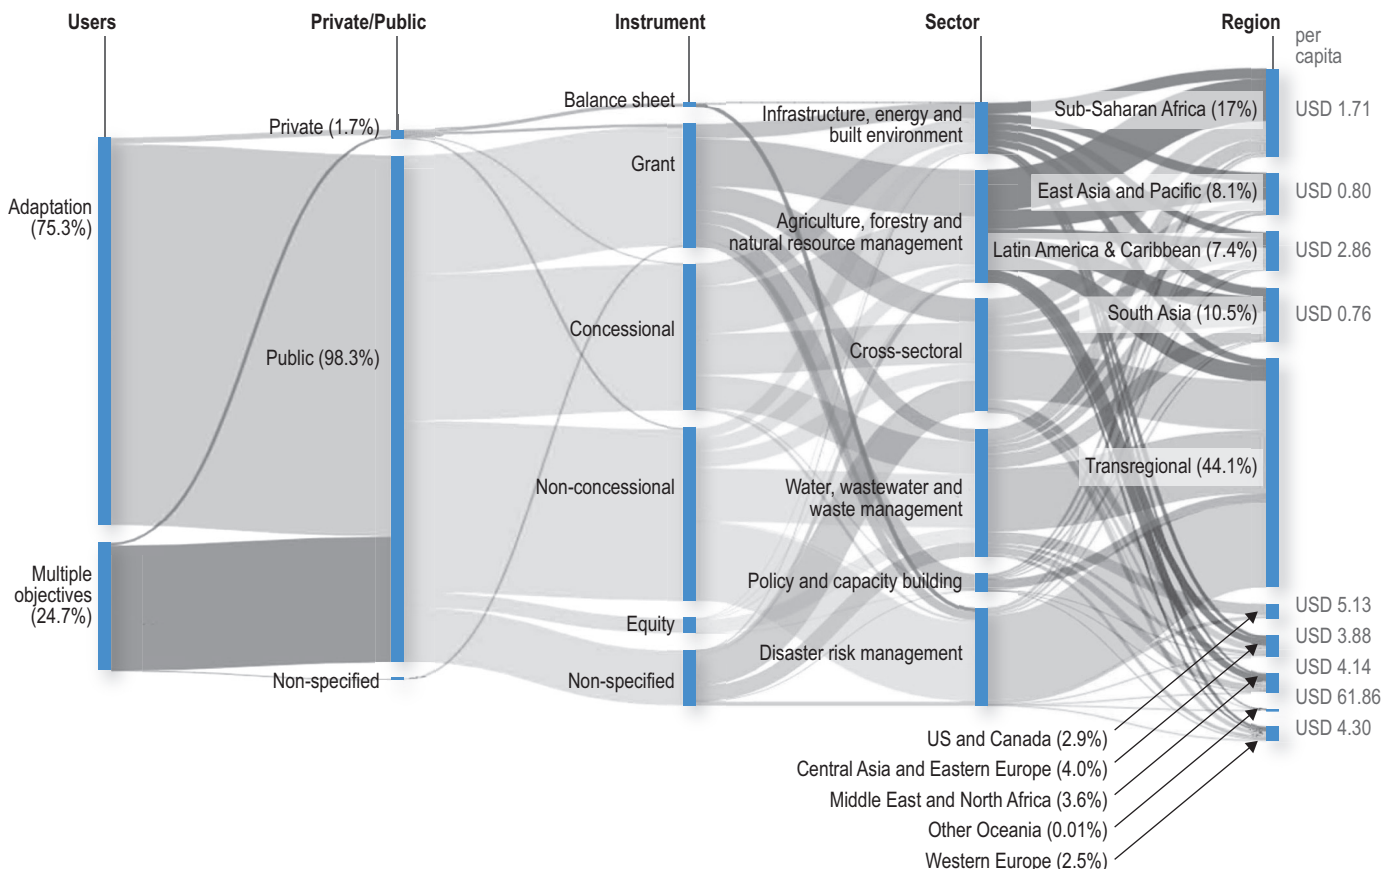 Users
Private/Public
Instrument
Sector
Region
per
capita
Adaptation
(75.3%)
Multiple
objectives
(24.7%)
Private (1.7%)
Public (98.3%)
Non-specified
Balance sheet
Grant
Concessional
Non-concessional
Equity
Non-specified
Infrastructure, energy and
built environment
Agriculture, forestry and
natural resource management
Cross-sectoral
Water, wastewater and
waste management
Policy and capacity building
Disaster risk management
Sub-Saharan Africa (17%)
USD 1.71
East Asia and Pacific (8.1%)
USD 0.80
Latin America & Caribbean (7.4%)
USD 2.86
South Asia (10.5%)
USD 0.76
Transregional (44.1%)
USD 5.13
USD 3.88
USD 4.14
USD 61.86
USD 4.30
US and Canada (2.9%)
Central Asia and Eastern Europe (4.0%)
Middle East and North Africa (3.6%)
Other Oceania (0.01%)
Western Europe (2.5%)